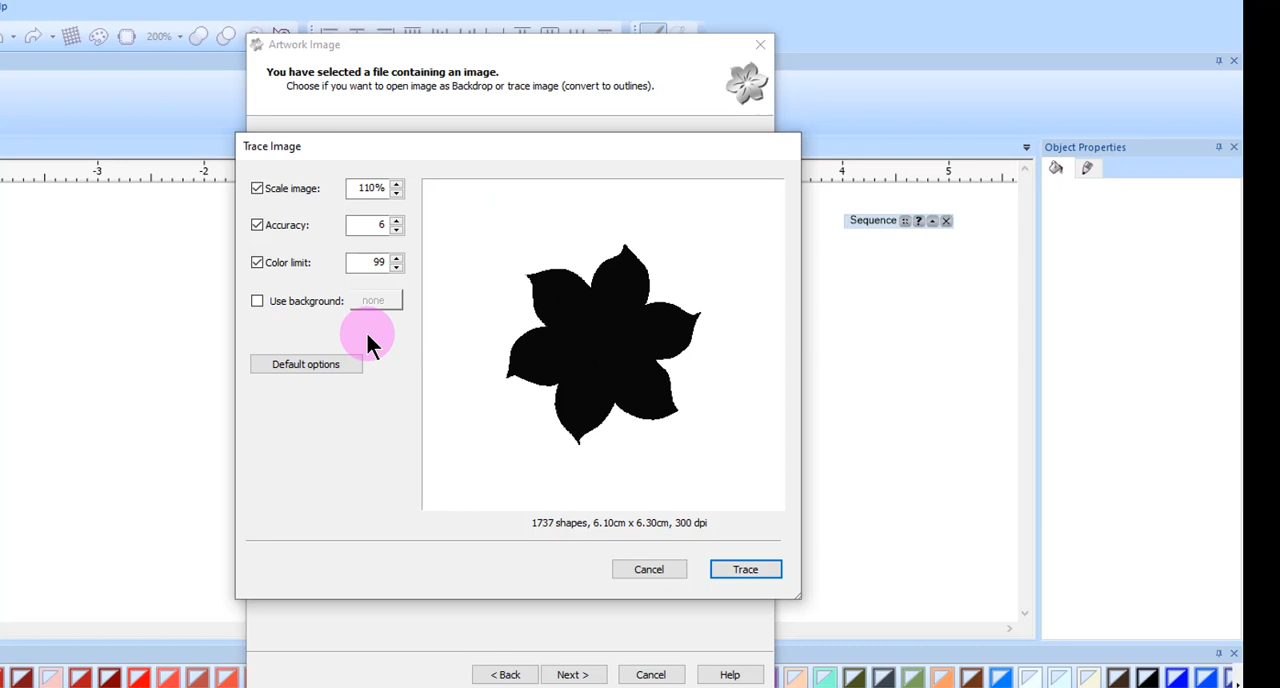 lp
200%
Artwork Image
You have selected a file containing an image.
Choose if you want to open image as Backdrop or trace image (convert to outlines).
Trace Image
Object Properties
-3 -2 4 5
Scale image: 110%
Accuracy: 6
Sequence ?
Color limit: 99
Use background: none
Default options
1737 shapes, 6.10cm x 6.30cm, 300 dpi
Cancel Trace
< Back Next > Cancel Help